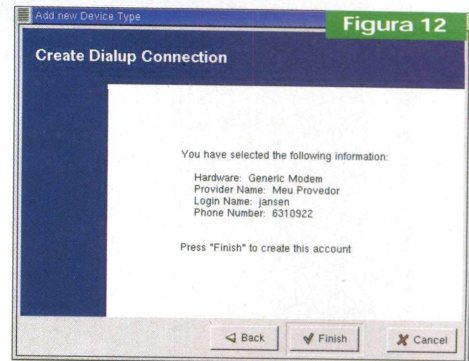 Add new Device Type
Figura 12
Create Dialup Connection
You have selected the following information:
Hardware: Generic Modem
Provider Name: Meu Provedor
Login Name: jansen
Phone Number: 6310922
Press "Finish" to create this account
Back
Finish
Cancel